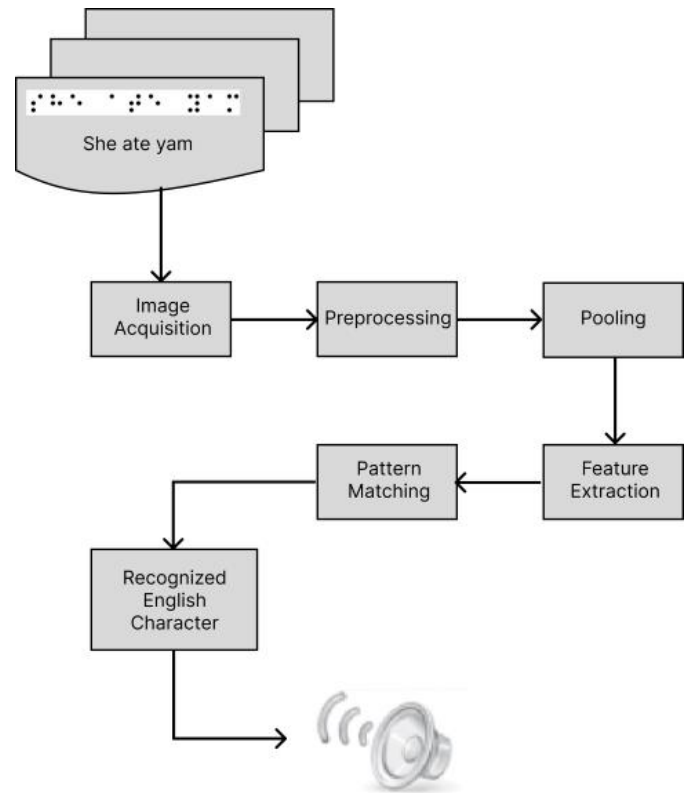 ⠎⠓⠑ ⠁⠞⠑ ⠽⠁⠍
She ate yam
Image
Acquisition
Preprocessing
Pooling
Pattern
Matching
Feature
Extraction
Recognized
English
Character